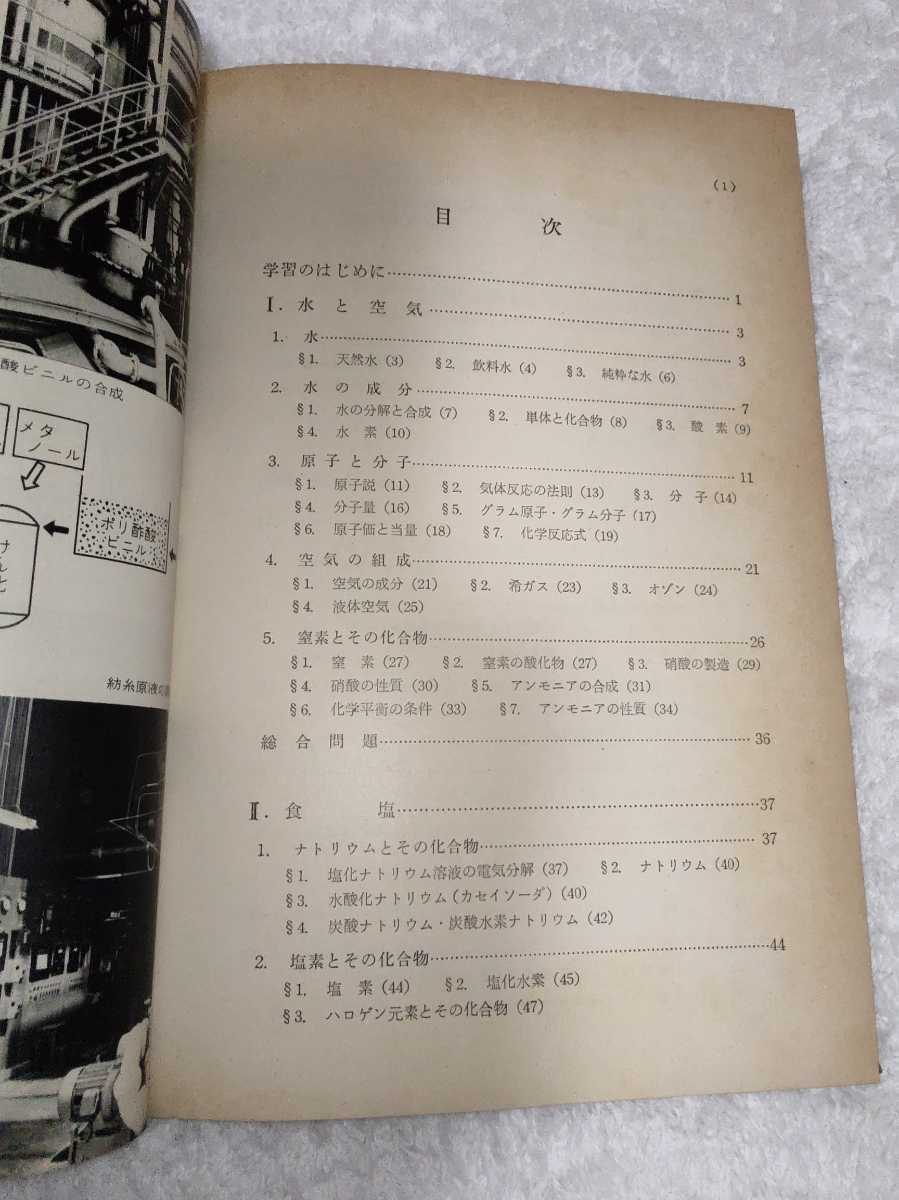 酸ビニルの合成
メタ
ノール
ポリ酢酸
ビニル
け
ん
化
紡糸原液の
(1)
目 次
学習のはじめに…………1
Ⅰ. 水と空気…………3
1. 水…………3
§1. 天然水 (3) §2. 飲料水 (4) §3. 純粋な水 (6)
2. 水の成分…………7
§1. 水の分解と合成 (7) §2. 単体と化合物 (8) §3. 酸素 (9)
§4. 水素 (10)
3. 原子と分子…………11
§1. 原子説 (11) §2. 気体反応の法則 (13) §3. 分子 (14)
§4. 分子量 (16) §5. グラム原子・グラム分子 (17)
§6. 原子価と当量 (18) §7. 化学反応式 (19)
4. 空気の組成…………21
§1. 空気の成分 (21) §2. 希ガス (23) §3. オゾン (24)
§4. 液体空気 (25)
5. 窒素とその化合物…………26
§1. 窒素 (27) §2. 窒素の酸化物 (27) §3. 硝酸の製造 (29)
§4. 硝酸の性質 (30) §5. アンモニアの合成 (31)
§6. 化学平衡の条件 (33) §7. アンモニアの性質 (34)
総合問題…………36
Ⅱ. 食塩…………37
1. ナトリウムとその化合物…………37
§1. 塩化ナトリウム溶液の電気分解 (37) §2. ナトリウム (40)
§3. 水酸化ナトリウム(カセイソーダ) (40)
§4. 炭酸ナトリウム・炭酸水素ナトリウム (42)
2. 塩素とその化合物…………44
§1. 塩素 (44) §2. 塩化水素 (45)
§3. ハロゲン元素とその化合物 (47)